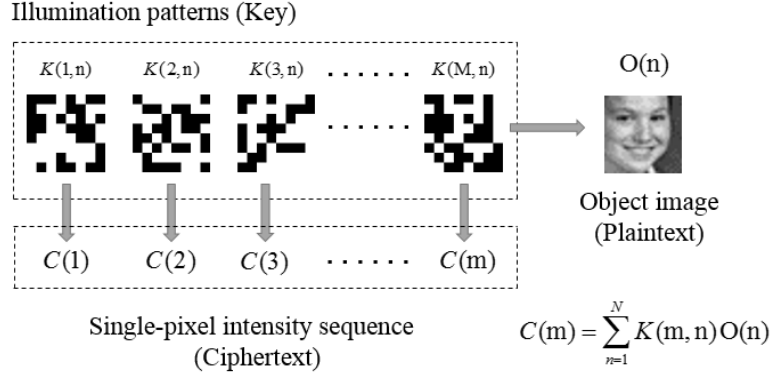 Illumination patterns (Key)
K(1,n) K(2,n) K(3,n) ...... K(M,n)
O(n)
......
Object image
(Plaintext)
C(1) C(2) C(3) ...... C(m)
Single-pixel intensity sequence
(Ciphertext)
C(m) = ∑_{n=1}^{N} K(m,n)O(n)